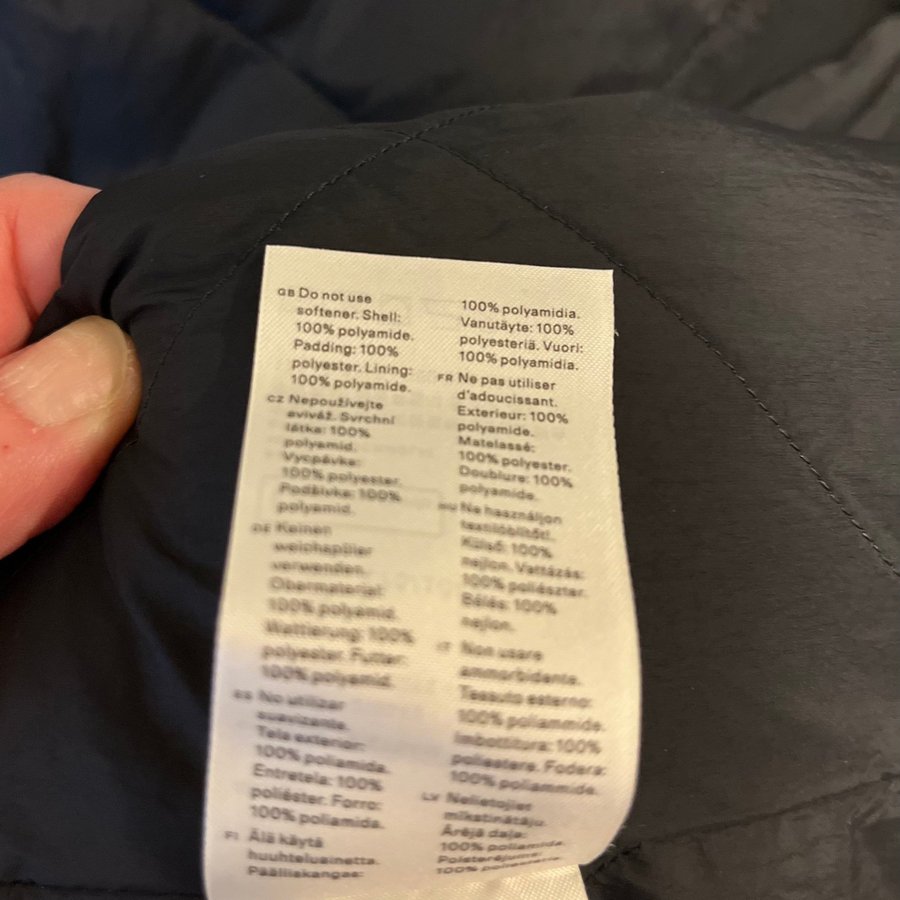 GB Do not use
softener. Shell:
100% polyamide.
Padding: 100%
polyester. Lining:
100% polyamide.
CZ Nepoužívejte
aviváž. Svrchní
látka: 100%
polyamid.
Vycpávka:
100% polyester.
Podšívka: 100%
polyamid.
DE Keinen
weichspüler
verwenden.
Obermaterial:
100% polyamid.
Wattierung: 100%
polyester. Futter:
100% polyamid.
ES No utilizar
suavizante.
Tela exterior:
100% poliamida.
Entretela: 100%
poliéster. Forro:
100% poliamida.
FI Älä käytä
huuhteluainetta.
Päälliskangas:
100% polyamidia.
Vanutäyte: 100%
polyesteriä. Vuori:
100% polyamidia.
FR Ne pas utiliser
d'adoucissant.
Exterieur: 100%
polyamide.
Matelassé:
100% polyester.
Doublure: 100%
polyamide.
HU Ne használjon
textilöblítőt.
Külső: 100%
nejlon. Vattázás:
100% poliészter.
Bélés: 100%
nejlon.
IT Non usare
ammorbidente.
Tessuto esterno:
100% poliammide.
Imbottitura: 100%
poliestere. Fodera:
100% poliammide.
LV Nelietojiet
mīkstinātāju.
Ārējā daļa:
100% poliamīda.
Polsterējums:
100% poliestera.